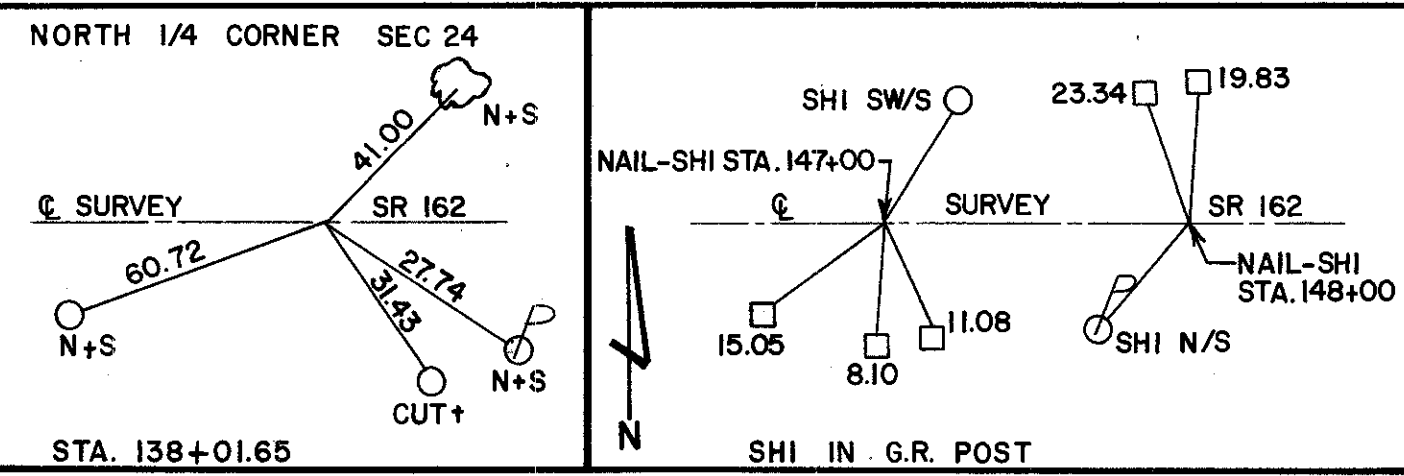 NORTH 1/4 CORNER SEC 24
N+S
41.00
℄ SURVEY SR 162
60.72
27.74
31.43
N+S
N+S
CUT+
STA. 138+01.65
SHI SW/S
23.34
19.83
NAIL-SHI STA. 147+00
℄ SURVEY SR 162
NAIL-SHI
STA. 148+00
15.05
8.10
11.08
SHI N/S
N
SHI IN G.R. POST